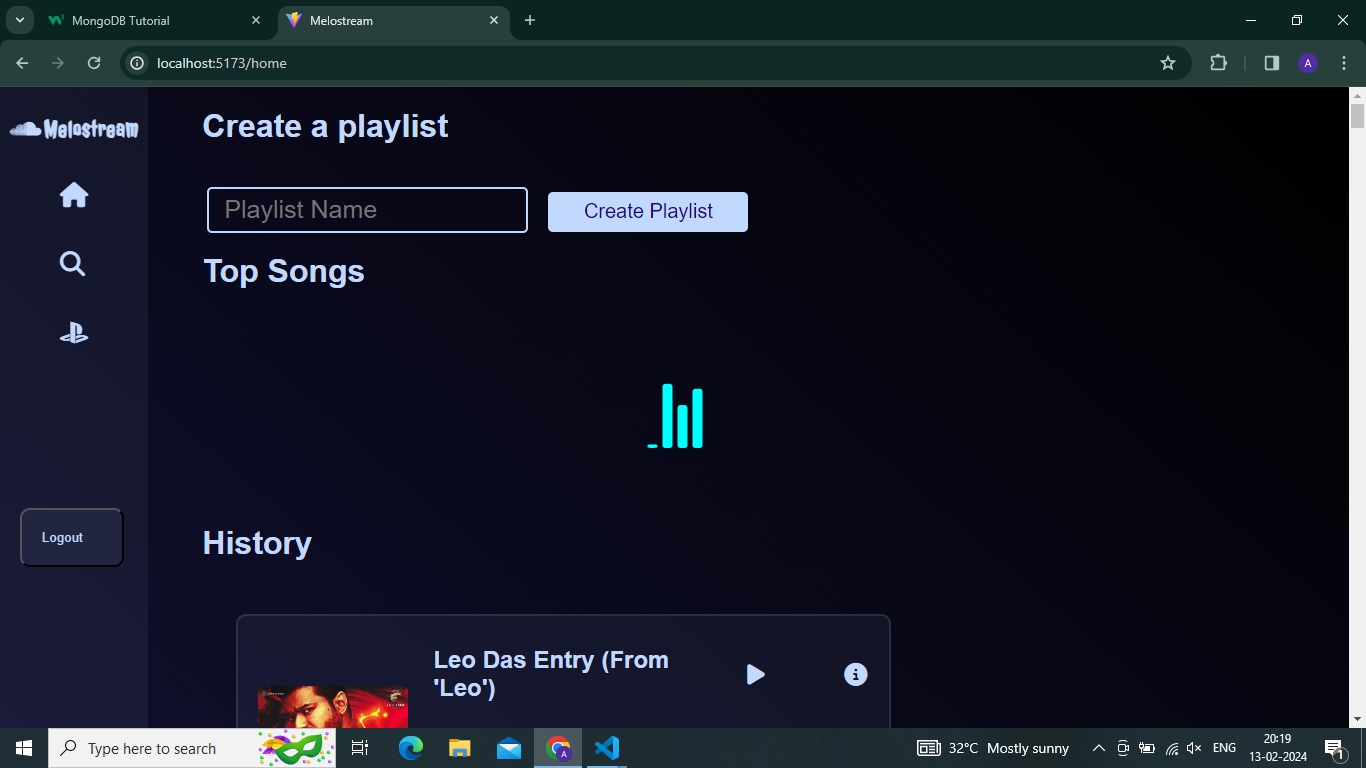 MongoDB Tutorial
Melostream
localhost:5173/home
A
Melostream
Create a playlist
Playlist Name
Create Playlist
Top Songs
Logout
History
Leo Das Entry (From
'Leo')
Type here to search
A
32°C Mostly sunny
ENG
20:19
13-02-2024
1